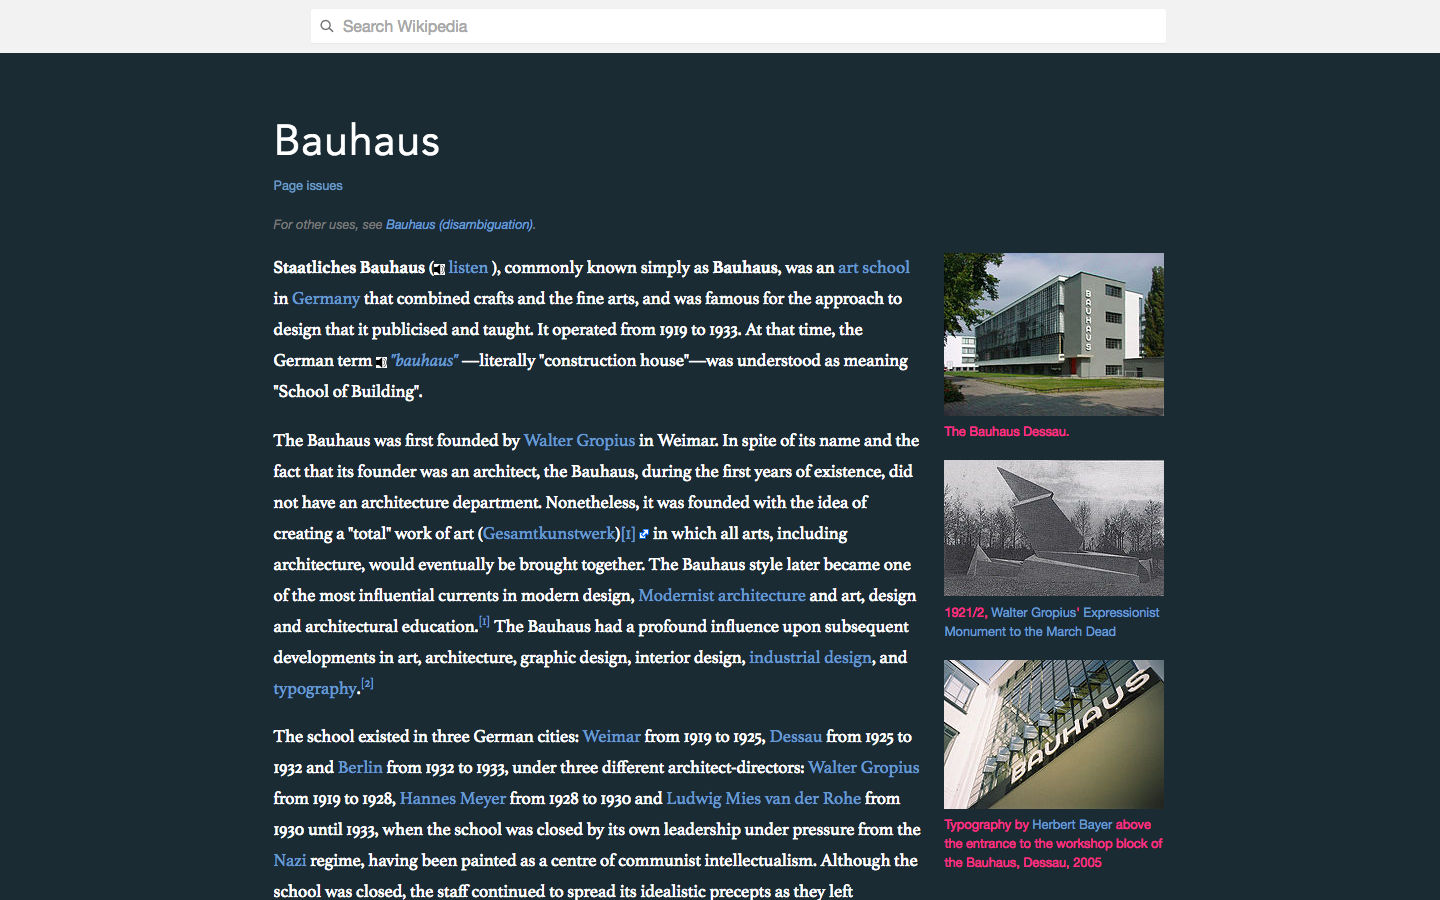 Search Wikipedia
Bauhaus
Page issues
For other uses, see Bauhaus (disambiguation).
Staatliches Bauhaus ( listen ), commonly known simply as Bauhaus, was an art school
in Germany that combined crafts and the fine arts, and was famous for the approach to
design that it publicised and taught. It operated from 1919 to 1933. At that time, the
German term "bauhaus" —literally "construction house"—was understood as meaning
"School of Building".
The Bauhaus was first founded by Walter Gropius in Weimar. In spite of its name and the
fact that its founder was an architect, the Bauhaus, during the first years of existence, did
not have an architecture department. Nonetheless, it was founded with the idea of
creating a "total" work of art (Gesamtkunstwerk)[1] in which all arts, including
architecture, would eventually be brought together. The Bauhaus style later became one
of the most influential currents in modern design, Modernist architecture and art, design
and architectural education.[1] The Bauhaus had a profound influence upon subsequent
developments in art, architecture, graphic design, interior design, industrial design, and
typography.[2]
The school existed in three German cities: Weimar from 1919 to 1925, Dessau from 1925 to
1932 and Berlin from 1932 to 1933, under three different architect-directors: Walter Gropius
from 1919 to 1928, Hannes Meyer from 1928 to 1930 and Ludwig Mies van der Rohe from
1930 until 1933, when the school was closed by its own leadership under pressure from the
Nazi regime, having been painted as a centre of communist intellectualism. Although the
school was closed, the staff continued to spread its idealistic precepts as they left
BAUHAUS
The Bauhaus Dessau.
1921/2, Walter Gropius' Expressionist
Monument to the March Dead
BAUHAUS
Typography by Herbert Bayer above
the entrance to the workshop block of
the Bauhaus, Dessau, 2005